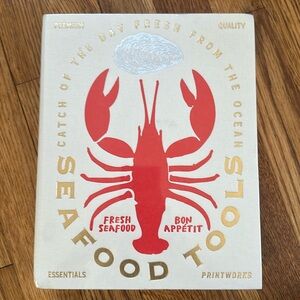 PREMIUM
QUALITY
CATCH OF THE DAY FRESH FROM THE OCEAN
SEAFOOD TOOLS
FRESH
SEAFOOD
BON
APPÉTIT
ESSENTIALS
PRINTWORKS